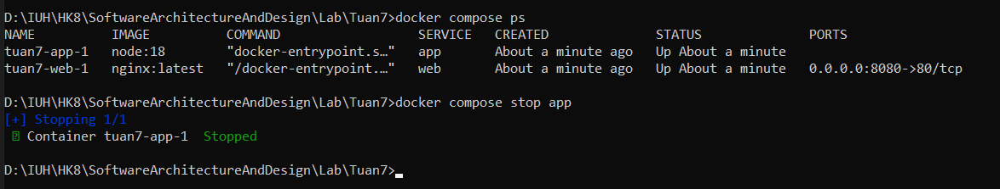 D:\IUH\HK8\SoftwareArchitectureAndDesign\Lab\Tuan7>docker compose ps
NAME IMAGE COMMAND SERVICE CREATED STATUS PORTS
tuan7-app-1 node:18 "docker-entrypoint.s…" app About a minute ago Up About a minute
tuan7-web-1 nginx:latest "/docker-entrypoint.…" web About a minute ago Up About a minute 0.0.0.0:8080->80/tcp
D:\IUH\HK8\SoftwareArchitectureAndDesign\Lab\Tuan7>docker compose stop app
[+] Stopping 1/1
Container tuan7-app-1 Stopped
D:\IUH\HK8\SoftwareArchitectureAndDesign\Lab\Tuan7>